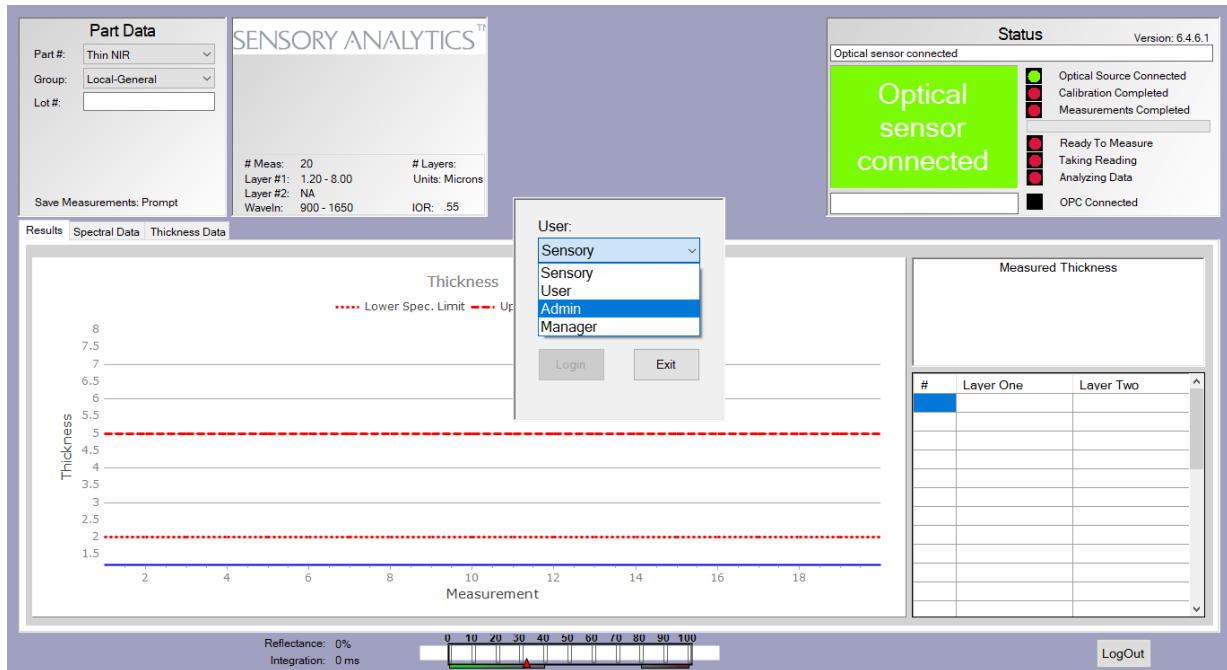 Part Data
Part #: Thin NIR
Group: Local-General
Lot #:
Save Measurements: Prompt
SENSORY ANALYTICS TM
# Meas: 20 # Layers:
Layer #1: 1.20 - 8.00 Units: Microns
Layer #2: NA
Waveln: 900 - 1650 IOR: .55
Status
Version: 6.4.6.1
Optical sensor connected
Optical
sensor
connected
Optical Source Connected
Calibration Completed
Measurements Completed
Ready To Measure
Taking Reading
Analyzing Data
OPC Connected
User:
Sensory
Sensory
User
Admin
Manager
Login Exit
Results Spectral Data Thickness Data
Thickness
Lower Spec. Limit Up
8
7.5
7
6.5
6
5.5
5
4.5
4
3.5
3
2.5
2
1.5
Thickness
2 4 6 8 10 12 14 16 18
Measurement
Measured Thickness
# Layer One Layer Two
Reflectance: 0%
Integration: 0 ms
0 10 20 30 40 50 60 70 80 90 100
LogOut